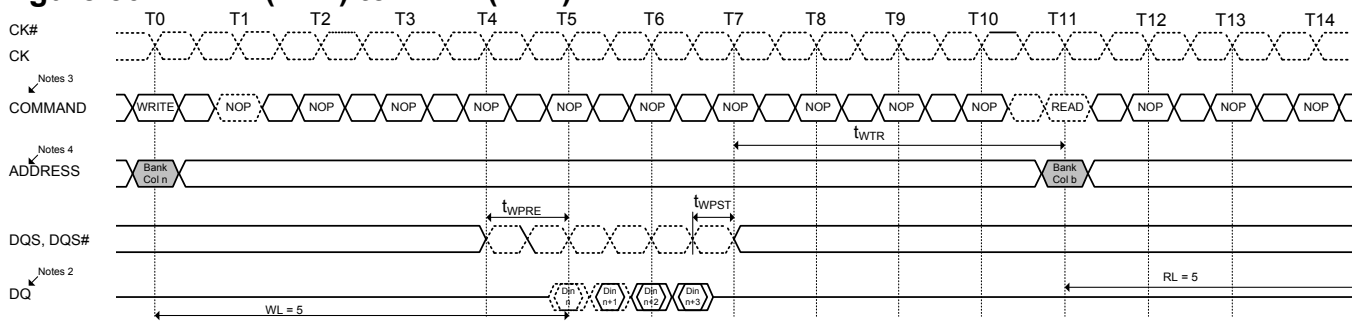 T0 T1 T2 T3 T4 T5 T6 T7 T8 T9 T10 T11 T12 T13 T14
CK#
CK
Notes 3
COMMAND WRITE NOP NOP NOP NOP NOP NOP NOP NOP NOP NOP READ NOP NOP NOP
tWTR
Notes 4
ADDRESS
Bank Col n
Bank Col b
tWPRE
tWPST
DQS, DQS#
Notes 2
DQ
Din n
Din n+1
Din n+2
Din n+3
RL = 5
WL = 5